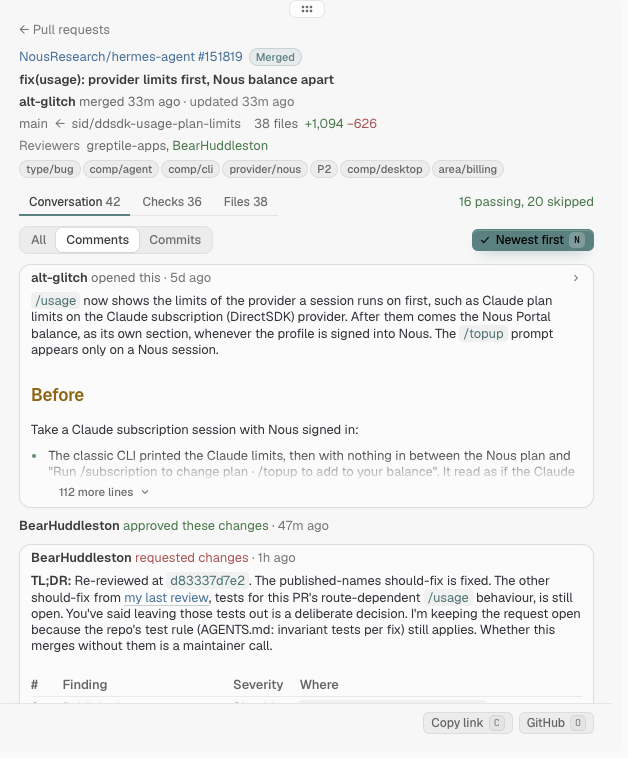 ← Pull requests
NousResearch/hermes-agent #151819 Merged
fix(usage): provider limits first, Nous balance apart
alt-glitch merged 33m ago · updated 33m ago
main ← sid/ddsdk-usage-plan-limits 38 files +1,094 −626
Reviewers greptile-apps, BearHuddleston
type/bug comp/agent comp/cli provider/nous P2 comp/desktop area/billing
Conversation 42 Checks 36 Files 38 16 passing, 20 skipped
All Comments Commits ✓ Newest first N
alt-glitch opened this · 5d ago
/usage now shows the limits of the provider a session runs on first, such as Claude plan
limits on the Claude subscription (DirectSDK) provider. After them comes the Nous Portal
balance, as its own section, whenever the profile is signed into Nous. The /topup prompt
appears only on a Nous session.
Before
Take a Claude subscription session with Nous signed in:
• The classic CLI printed the Claude limits, then with nothing in between the Nous plan and
"Run /subscription to change plan · /topup to add to your balance". It read as if the Claude
112 more lines
BearHuddleston approved these changes · 47m ago
BearHuddleston requested changes · 1h ago
TL;DR: Re-reviewed at d83337d7e2 . The published-names should-fix is fixed. The other
should-fix from my last review, tests for this PR's route-dependent /usage behaviour, is still
open. You've said leaving those tests out is a deliberate decision. I'm keeping the request open
because the repo's test rule (AGENTS.md: invariant tests per fix) still applies. Whether this
merges without them is a maintainer call.
# Finding Severity Where
Copy link C GitHub O